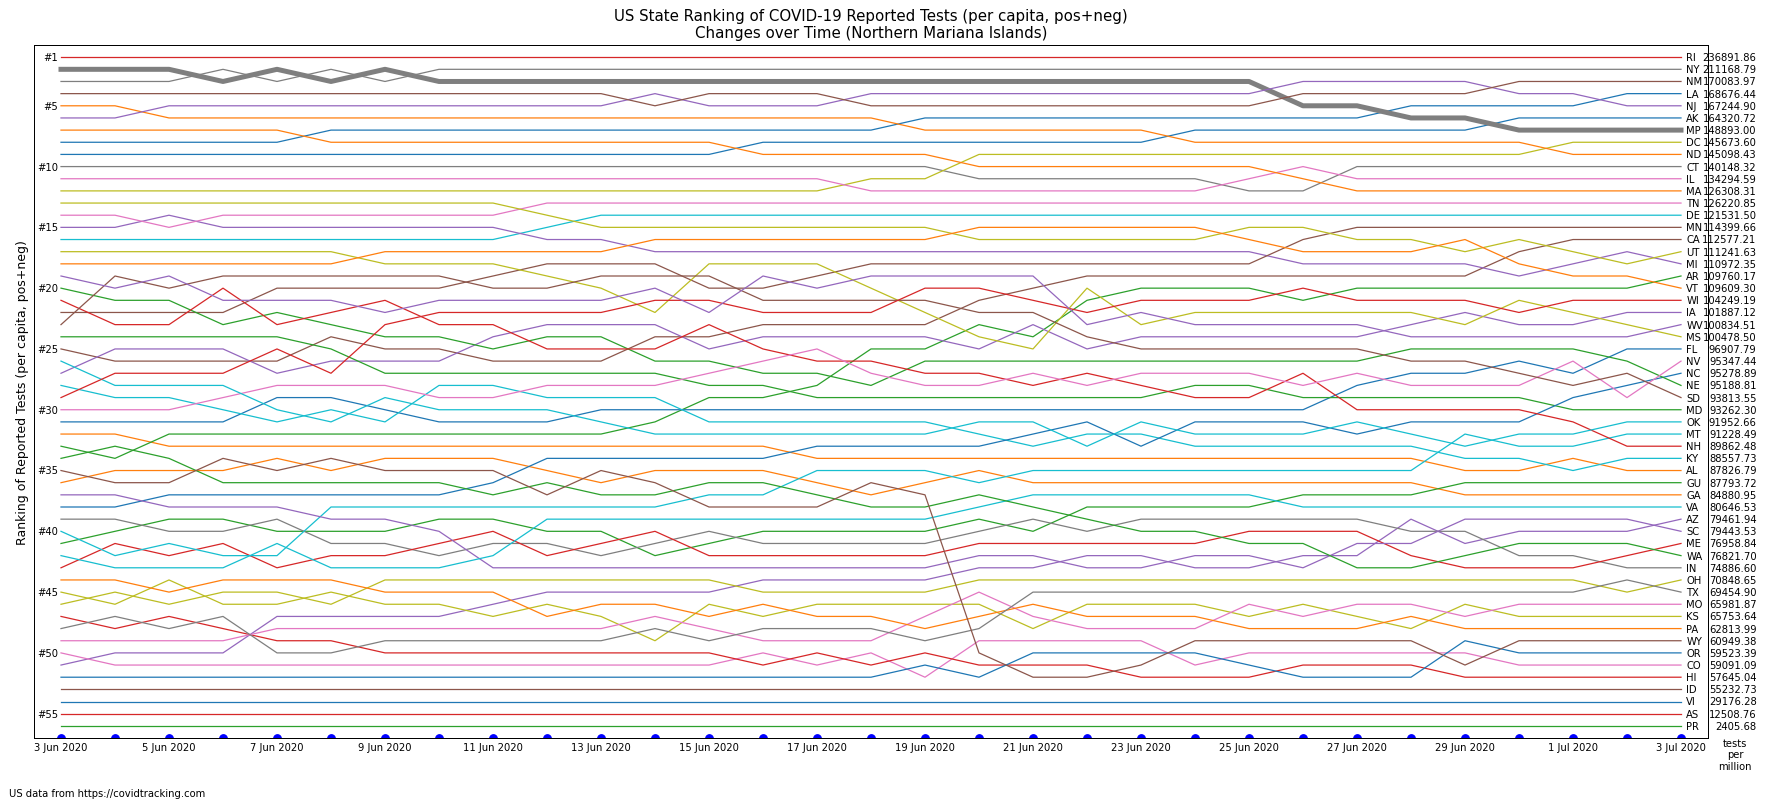 US State Ranking of COVID-19 Reported Tests (per capita, pos+neg)
Changes over Time (Northern Mariana Islands)
Ranking of Reported Tests (per capita, pos+neg)
#1
#5
#10
#15
#20
#25
#30
#35
#40
#45
#50
#55
RI 236891.86
NY 211168.79
NM 170083.97
LA 168676.44
NJ 167244.90
AK 164320.72
MP 148893.00
DC 145673.60
ND 145098.43
CT 140148.32
IL 134294.59
MA 126308.31
TN 126220.85
DE 121531.50
MN 114399.66
CA 112577.21
UT 111241.63
MI 110972.35
AR 109760.17
VT 109609.30
WI 104249.19
IA 101887.12
WV 100834.51
MS 100478.50
FL 96907.79
NV 95347.44
NC 95278.89
NE 95188.81
SD 93813.55
MD 93262.30
OK 91952.66
MT 91228.49
NH 89862.48
KY 88557.73
AL 87826.79
GU 87793.72
GA 84880.95
VA 80646.53
AZ 79461.94
SC 79443.53
ME 76958.84
WA 76821.70
IN 74886.60
OH 70848.65
TX 69454.90
MO 65981.87
KS 65753.64
PA 62813.99
WY 60949.38
OR 59523.39
CO 59091.09
HI 57645.04
ID 55232.73
VI 29176.28
AS 12508.76
PR 2405.68
3 Jun 2020 5 Jun 2020 7 Jun 2020 9 Jun 2020 11 Jun 2020 13 Jun 2020 15 Jun 2020 17 Jun 2020 19 Jun 2020 21 Jun 2020 23 Jun 2020 25 Jun 2020 27 Jun 2020 29 Jun 2020 1 Jul 2020 3 Jul 2020
tests
per
million
US data from https://covidtracking.com